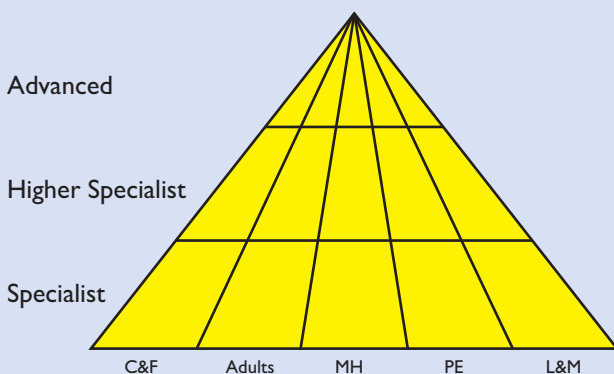 Advanced
Higher Specialist
Specialist
C&F Adults MH PE L&M